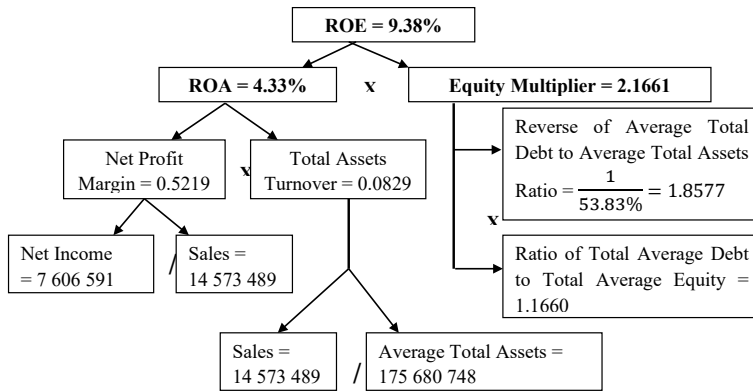 ROE = 9.38%
ROA = 4.33%
x
Equity Multiplier = 2.1661
Net Profit
Margin = 0.5219
x
Total Assets
Turnover = 0.0829
Reverse of Average Total
Debt to Average Total Assets
Ratio = 1/53.83% = 1.8577
x
Net Income
= 7 606 591
/
Sales =
14 573 489
Ratio of Total Average Debt
to Total Average Equity =
1.1660
Sales =
14 573 489
/
Average Total Assets =
175 680 748